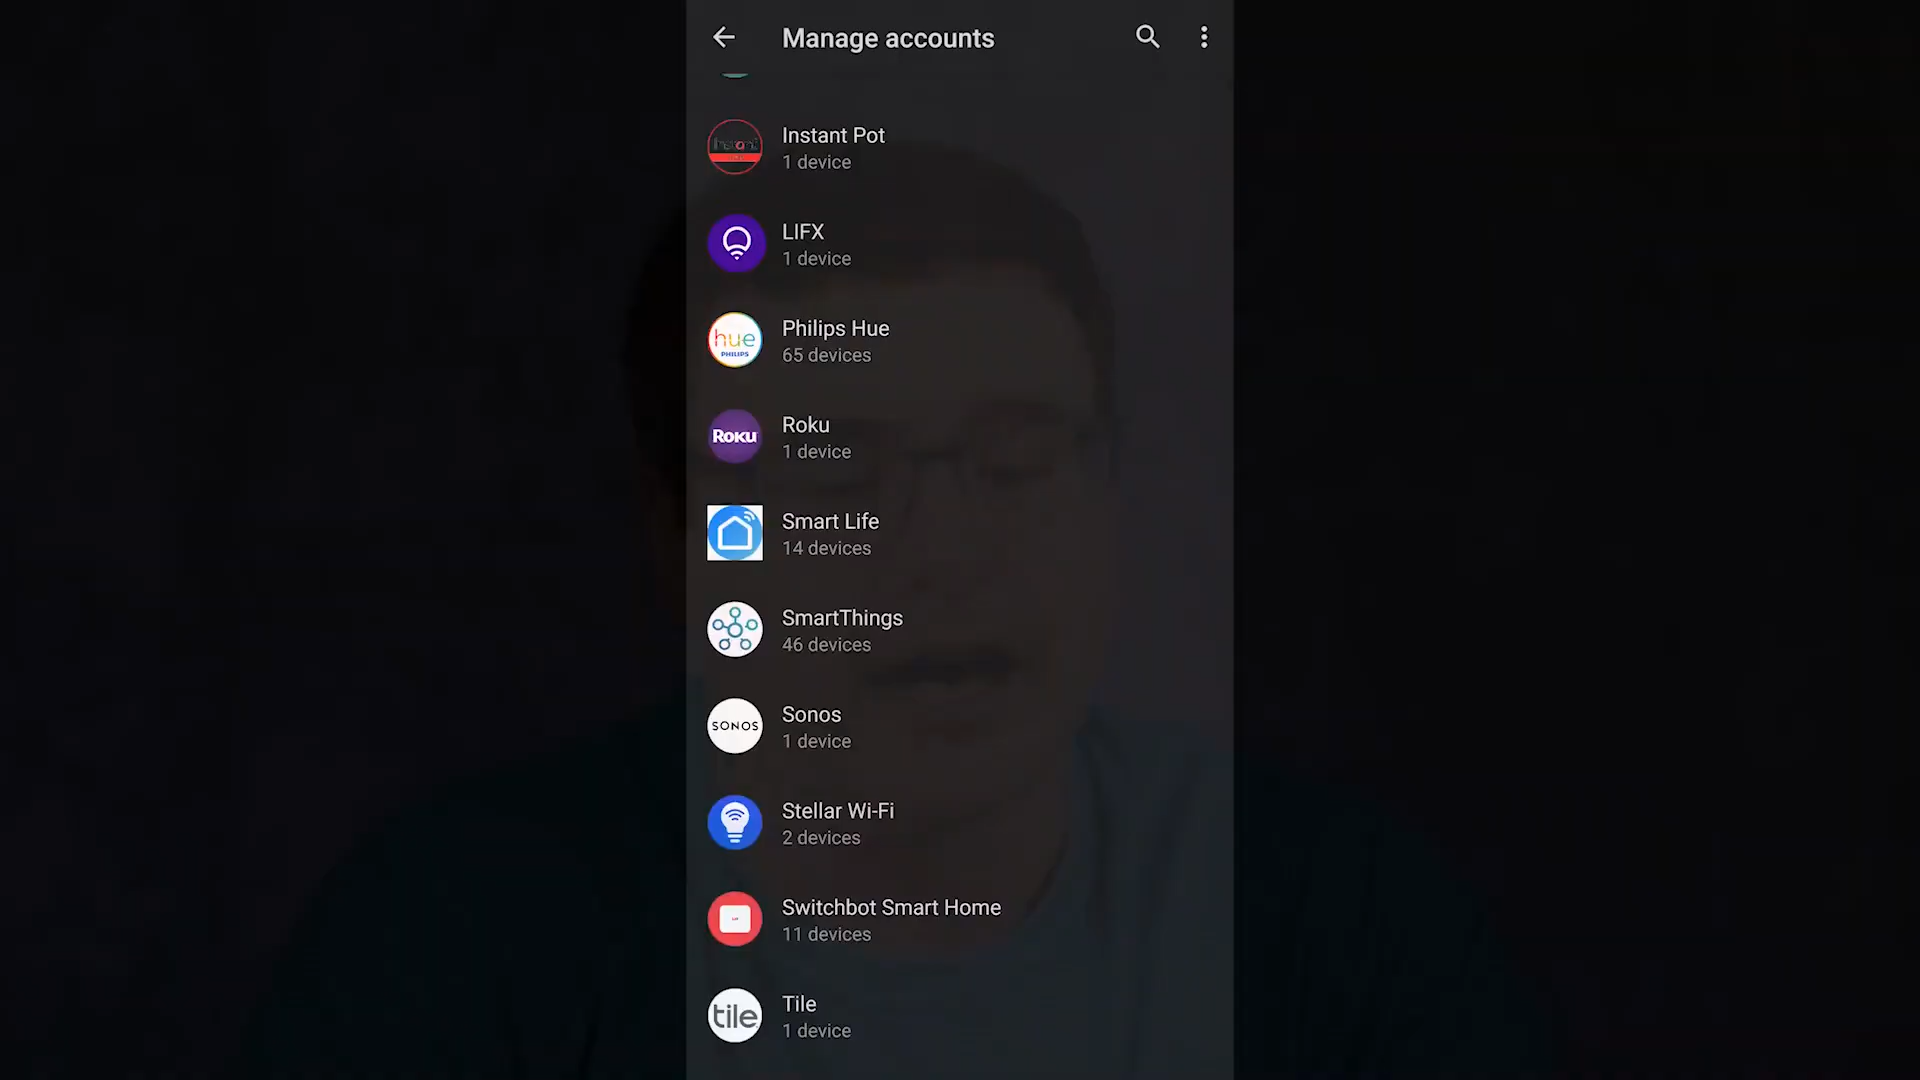 Manage accounts
Instant Pot
1 device
LIFX
1 device
hue
PHILIPS
Philips Hue
65 devices
ROKU
Roku
1 device
Smart Life
14 devices
SmartThings
46 devices
SONOS
Sonos
1 device
Stellar Wi-Fi
2 devices
Switchbot Smart Home
11 devices
tile
Tile
1 device